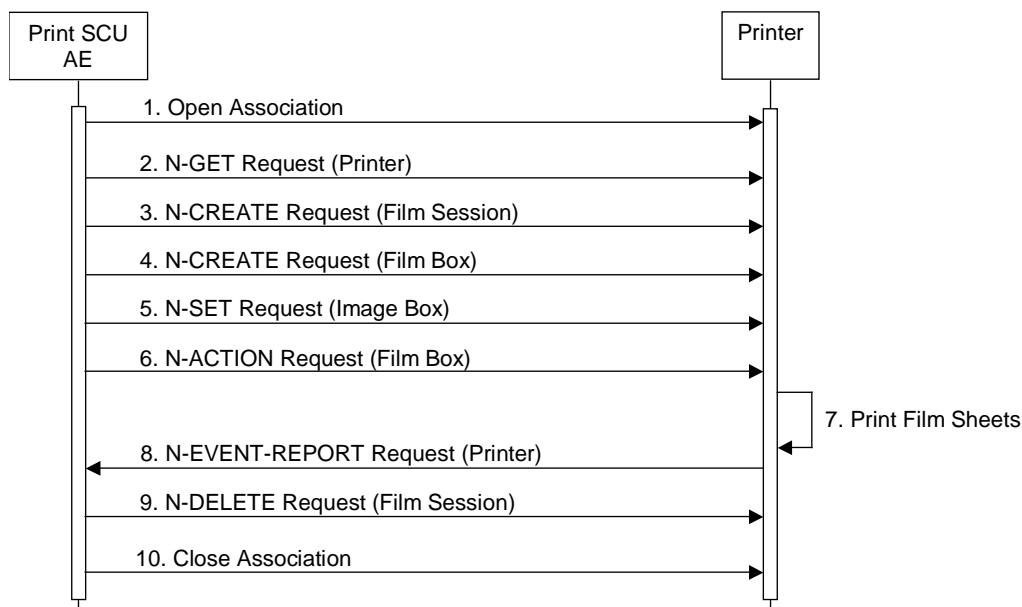 Print SCU
AE
Printer
1. Open Association
2. N-GET Request (Printer)
3. N-CREATE Request (Film Session)
4. N-CREATE Request (Film Box)
5. N-SET Request (Image Box)
6. N-ACTION Request (Film Box)
7. Print Film Sheets
8. N-EVENT-REPORT Request (Printer)
9. N-DELETE Request (Film Session)
10. Close Association